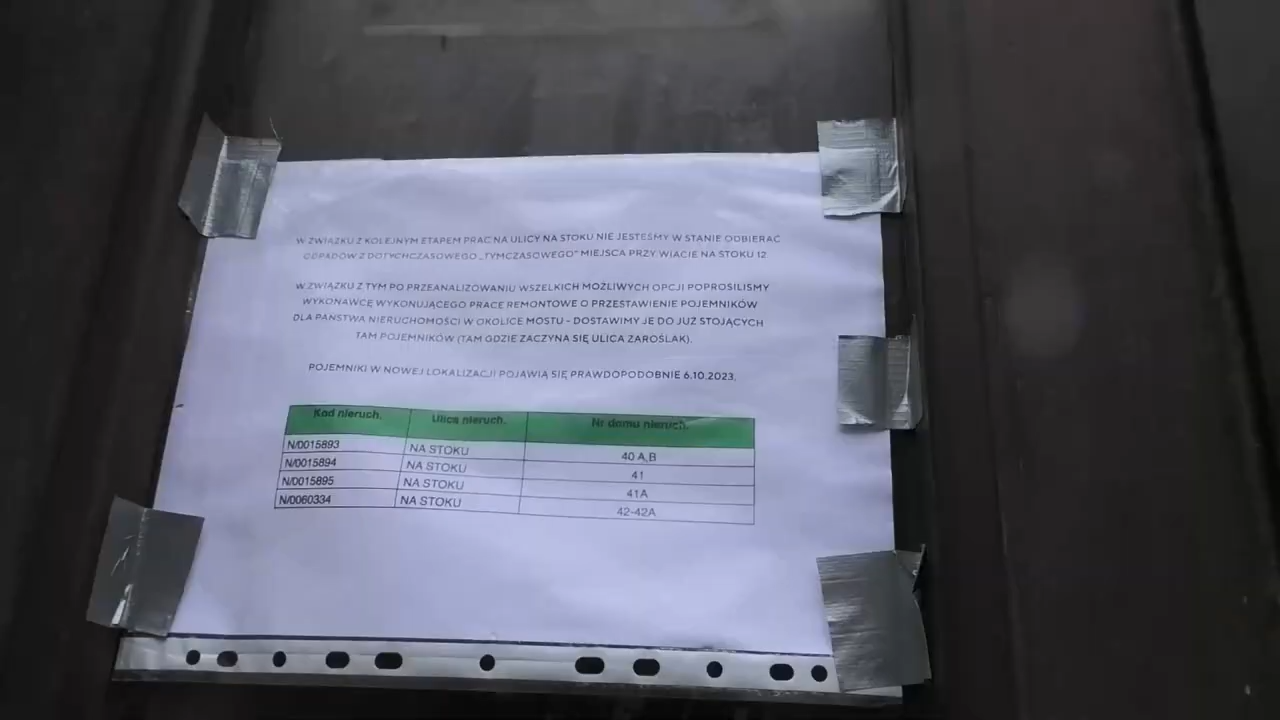 W ZWIĄZKU Z KOLEJNYM ETAPEM PRAC NA ULICY NA STOKU NIE JESTEŚMY W STANIE ODBIERAĆ
ODPADÓW Z DOTYCHCZASOWEGO „TYMCZASOWEGO" MIEJSCA PRZY WIACIE NA STOKU 12
W ZWIĄZKU Z TYM PO PRZEANALIZOWANIU WSZELKICH MOŻLIWYCH OPCJI POPROSILIŚMY
WYKONAWCĘ WYKONUJĄCEGO PRACE REMONTOWE O PRZESTAWIENIE POJEMNIKÓW
DLA PAŃSTWA NIERUCHOMOŚCI W OKOLICE MOSTU - DOSTAWIMY JE DO JUŻ STOJĄCYCH
TAM POJEMNIKÓW (TAM GDZIE ZACZYNA SIĘ ULICA ZAROŚLAK).
POJEMNIKI W NOWEJ LOKALIZACJI POJAWIĄ SIĘ PRAWDOPODOBNIE 6.10.2023.
Kod nieruch. Ulica nieruch. Nr domu nieruch.
N/0015893 NA STOKU 40 A,B
N/0015894 NA STOKU 41
N/0015895 NA STOKU 41A
N/0060334 NA STOKU 42-42A